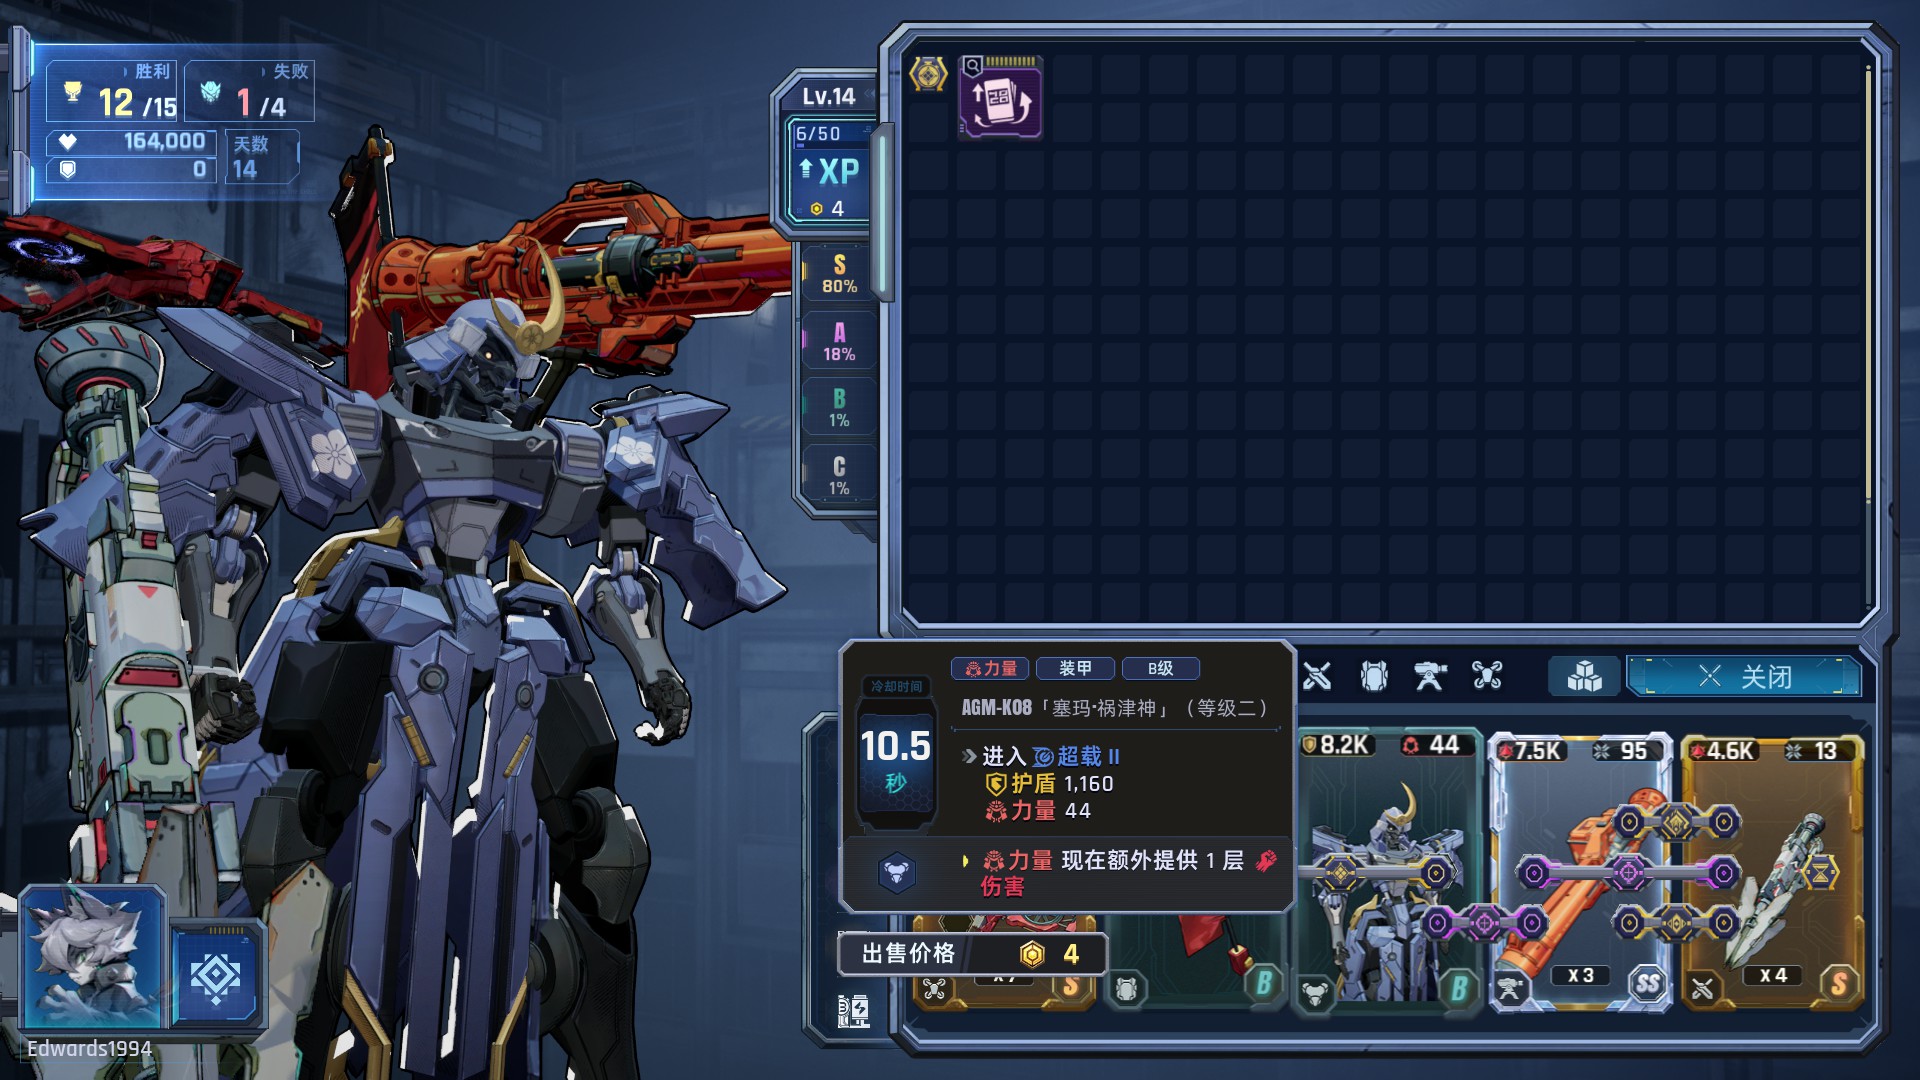 胜利
12 /15
失败
1 /4
164,000
0
天数
14
Lv.14
6/50
XP
4
S
80%
A
18%
B
1%
C
1%
力量
装甲
B级
冷却时间
10.5
秒
AGM-K08「塞玛·祸津神」（等级二）
进入 超载 II
护盾 1,160
力量 44
力量 现在额外提供 1 层
伤害
出售价格
4
关闭
8.2K
44
7.5K
95
4.6K
13
S
B
B
x3
SS
x4
S
Edwards1994